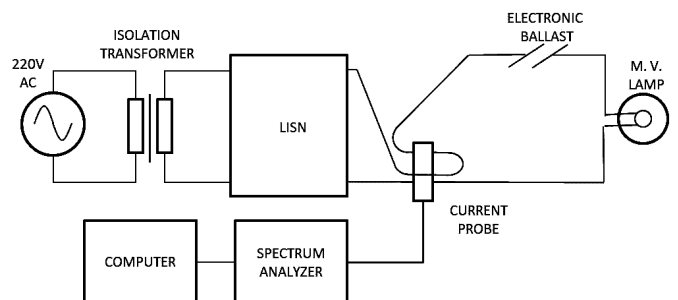 ISOLATION
TRANSFORMER
220V
AC
LISN
ELECTRONIC
BALLAST
M. V.
LAMP
CURRENT
PROBE
COMPUTER
SPECTRUM
ANALYZER